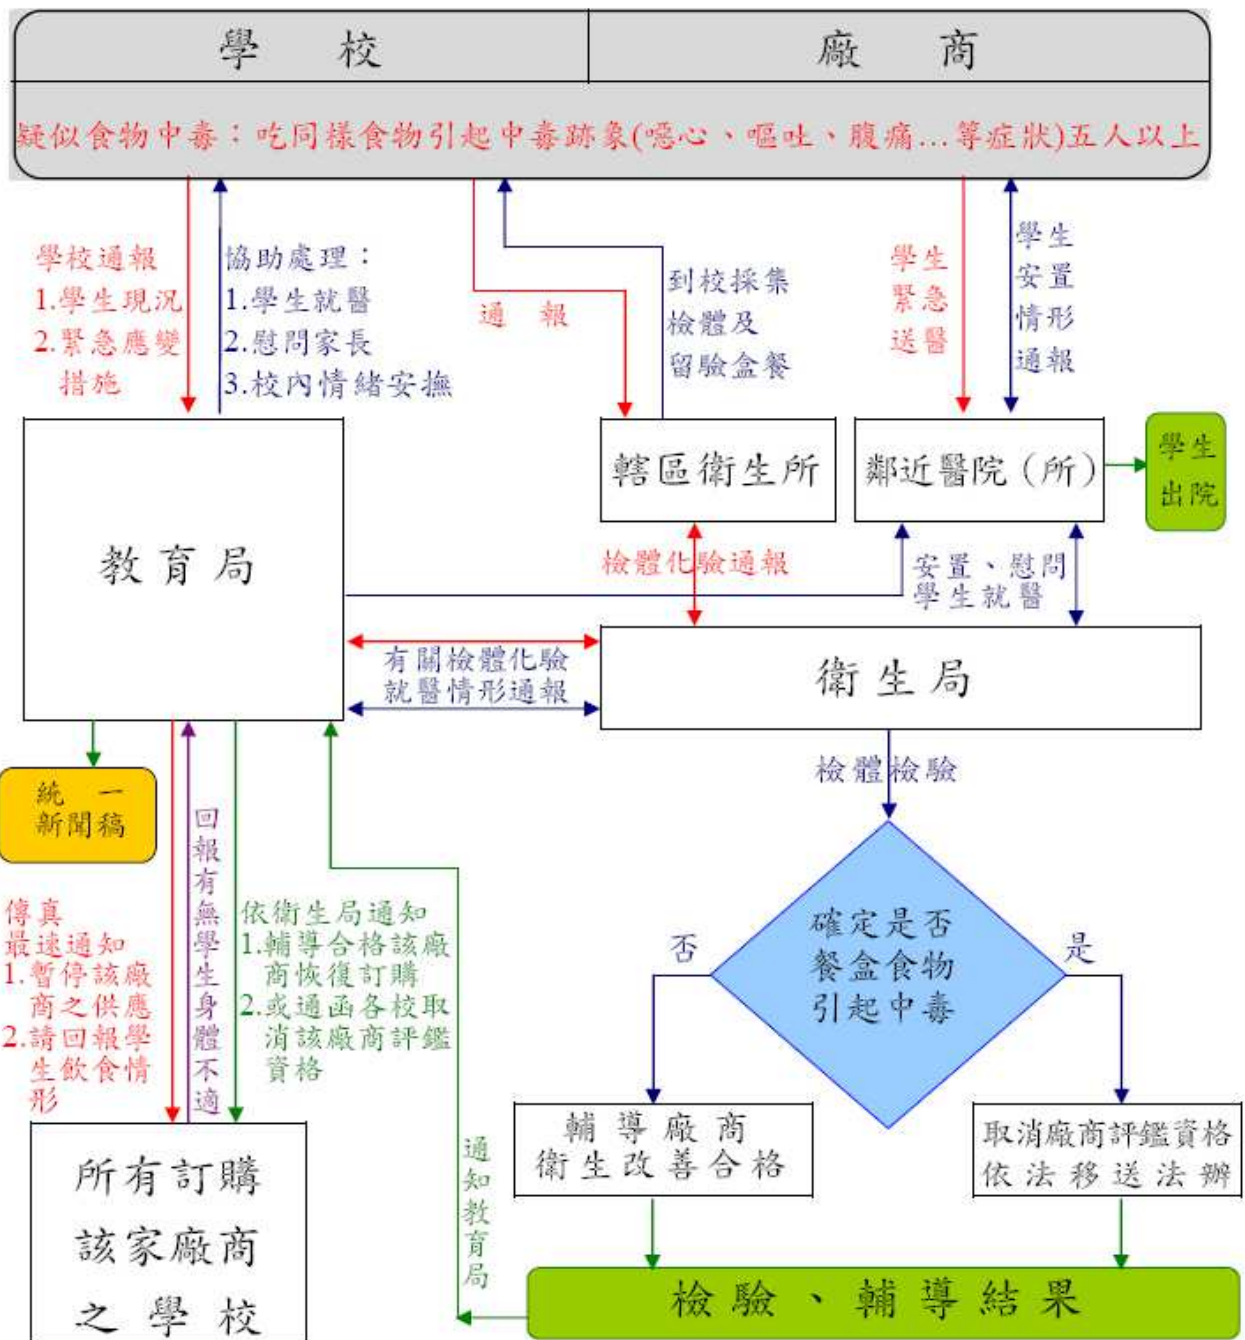 學校
廠商
疑似食物中毒：吃同樣食物引起中毒跡象(噁心、嘔吐、腹痛...等症狀)五人以上
學校通報
1.學生現況
2.緊急應變
措施
協助處理：
1.學生就醫
2.慰問家長
3.校內情緒安撫
通報
到校採集
檢體及
留驗盒餐
學生
緊急
送醫
學生
安置
情形
通報
教育局
轄區衛生所
鄰近醫院（所）
學生
出院
檢體化驗通報
安置、慰問
學生就醫
有關檢體化驗
就醫情形通報
衛生局
檢體檢驗
統一
新聞稿
傳真
最速通知
1.暫停該廠
商之供應
2.請回報學
生飲食情
形
回報有無學生身體不適
依衛生局通知
1.輔導合格該廠
商恢復訂購
2.或通函各校取
消該廠商評鑑
資格
確定是否
餐盒食物
引起中毒
否
是
輔導廠商
衛生改善合格
取消廠商評鑑資格
依法移送法辦
所有訂購
該家廠商
之學校
通知教育局
檢驗、輔導結果